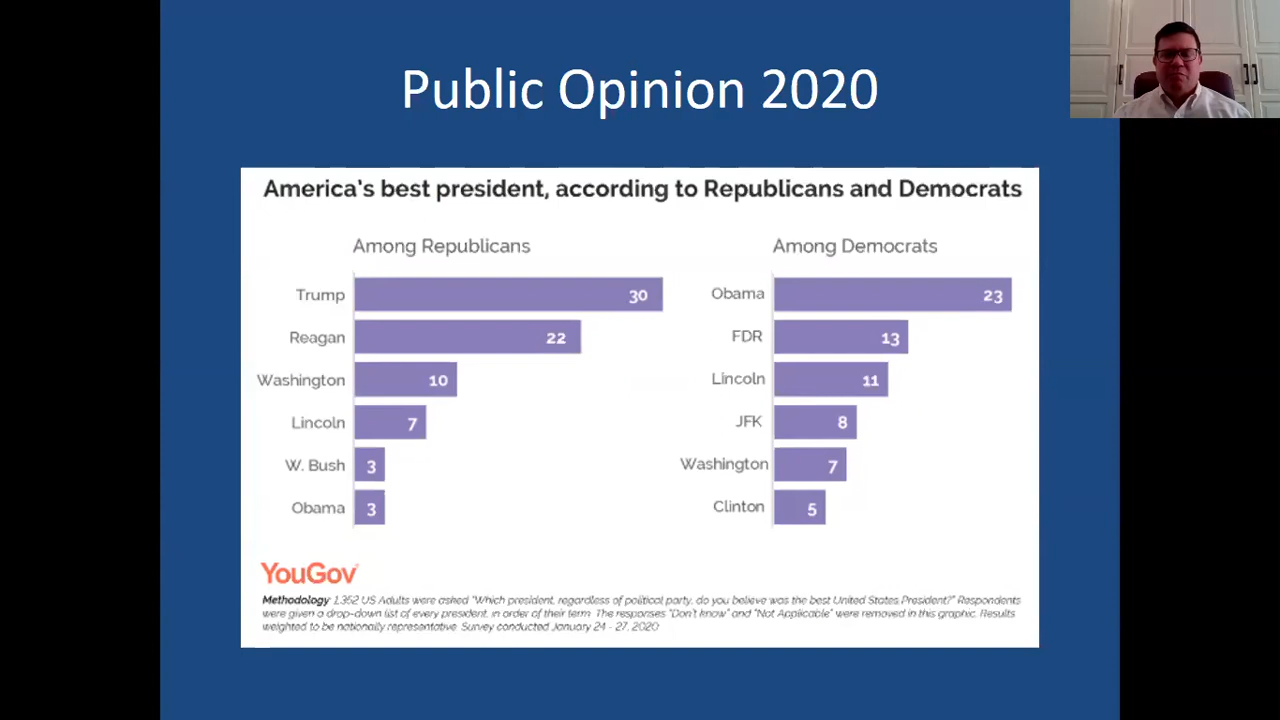 Public Opinion 2020
America's best president, according to Republicans and Democrats
Among Republicans
Trump 30
Reagan 22
Washington 10
Lincoln 7
W. Bush 3
Obama 3
Among Democrats
Obama 23
FDR 13
Lincoln 11
JFK 8
Washington 7
Clinton 5
YouGov
Methodology 1,352 US Adults were asked "Which president, regardless of political party, do you believe was the best United States President?" Respondents
were given a drop-down list of every president, in order of their term. The responses "Don't know" and "Not Applicable" were removed in this graphic. Results
weighted to be nationally representative. Survey conducted January 24 - 27, 2020